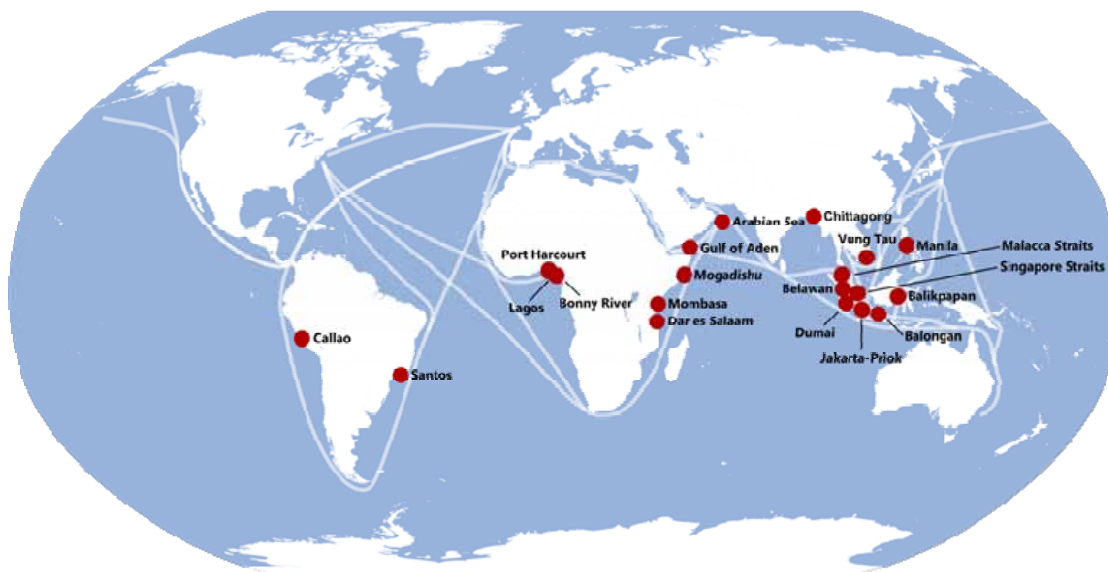 Arabian Sea
Chittagong
Vung Tau
Manila
Malacca Straits
Gulf of Aden
Port Harcourt
Singapore Straits
Mogadishu
Belawan
Balikpapan
Lagos
Bonny River
Mombasa
Dar es Salaam
Dumai
Balongan
Callao
Jakarta-Priok
Santos